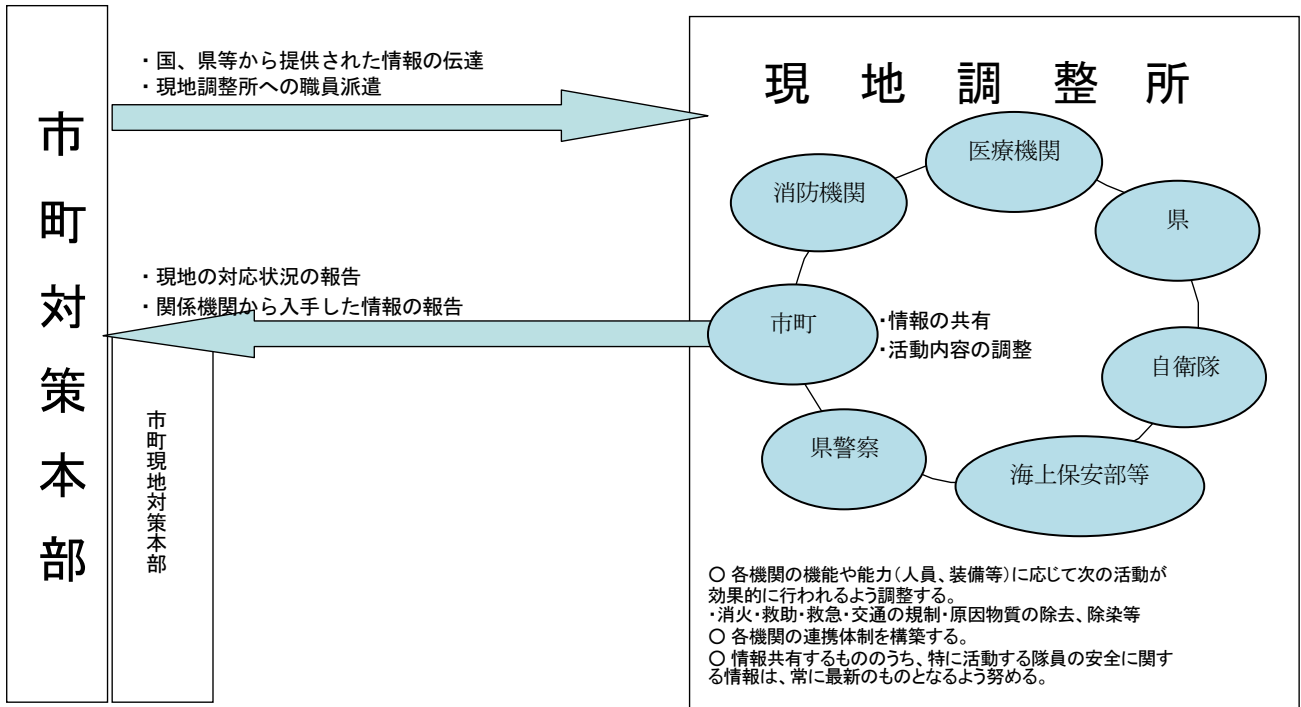 市町対策本部
・国、県等から提供された情報の伝達
・現地調整所への職員派遣
・現地の対応状況の報告
・関係機関から入手した情報の報告
市町現地対策本部
現地調整所
医療機関
消防機関
県
市町
・情報の共有
・活動内容の調整
自衛隊
県警察
海上保安部等
○ 各機関の機能や能力(人員、装備等)に応じて次の活動が
効果的に行われるよう調整する。
・消火・救助・救急・交通の規制・原因物質の除去、除染等
○ 各機関の連携体制を構築する。
○ 情報共有するもののうち、特に活動する隊員の安全に関す
る情報は、常に最新のものとなるよう努める。